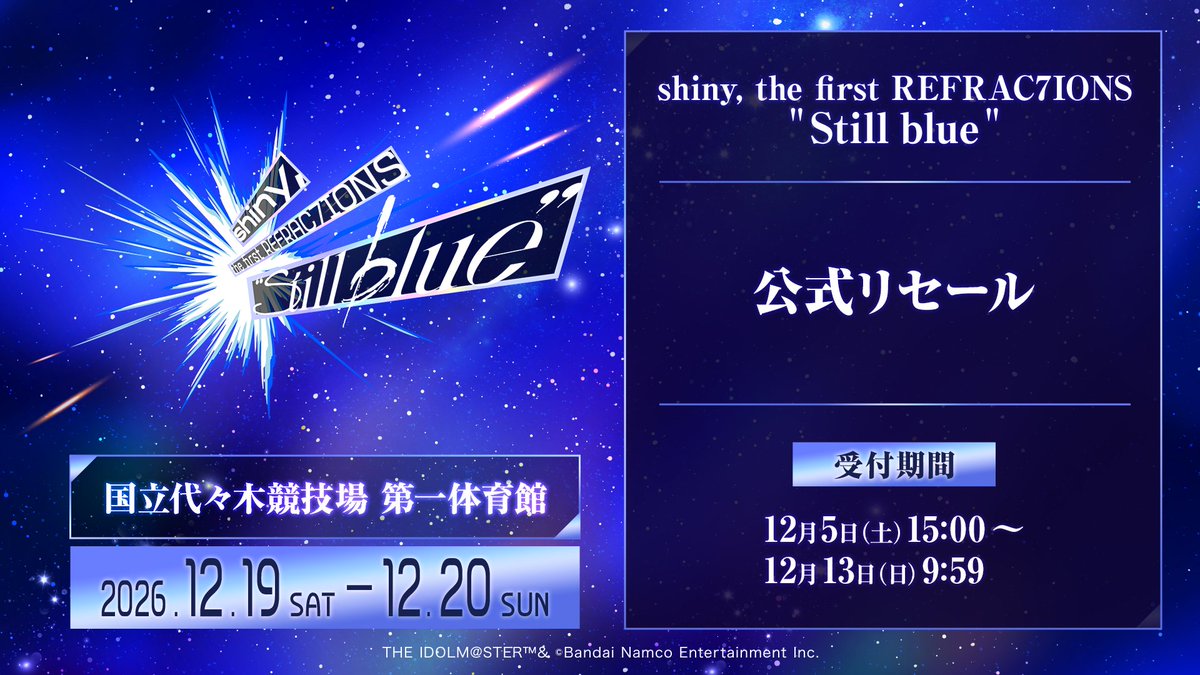 shiny,
the first REFRAC7IONS
"Still blue"
国立代々木競技場 第一体育館
2026.12.19 SAT – 12.20 SUN
shiny, the first REFRAC7IONS
"Still blue"
公式リセール
受付期間
12月5日(土)15:00～
12月13日(日)9:59
THE IDOLM@STER™& ©Bandai Namco Entertainment Inc.